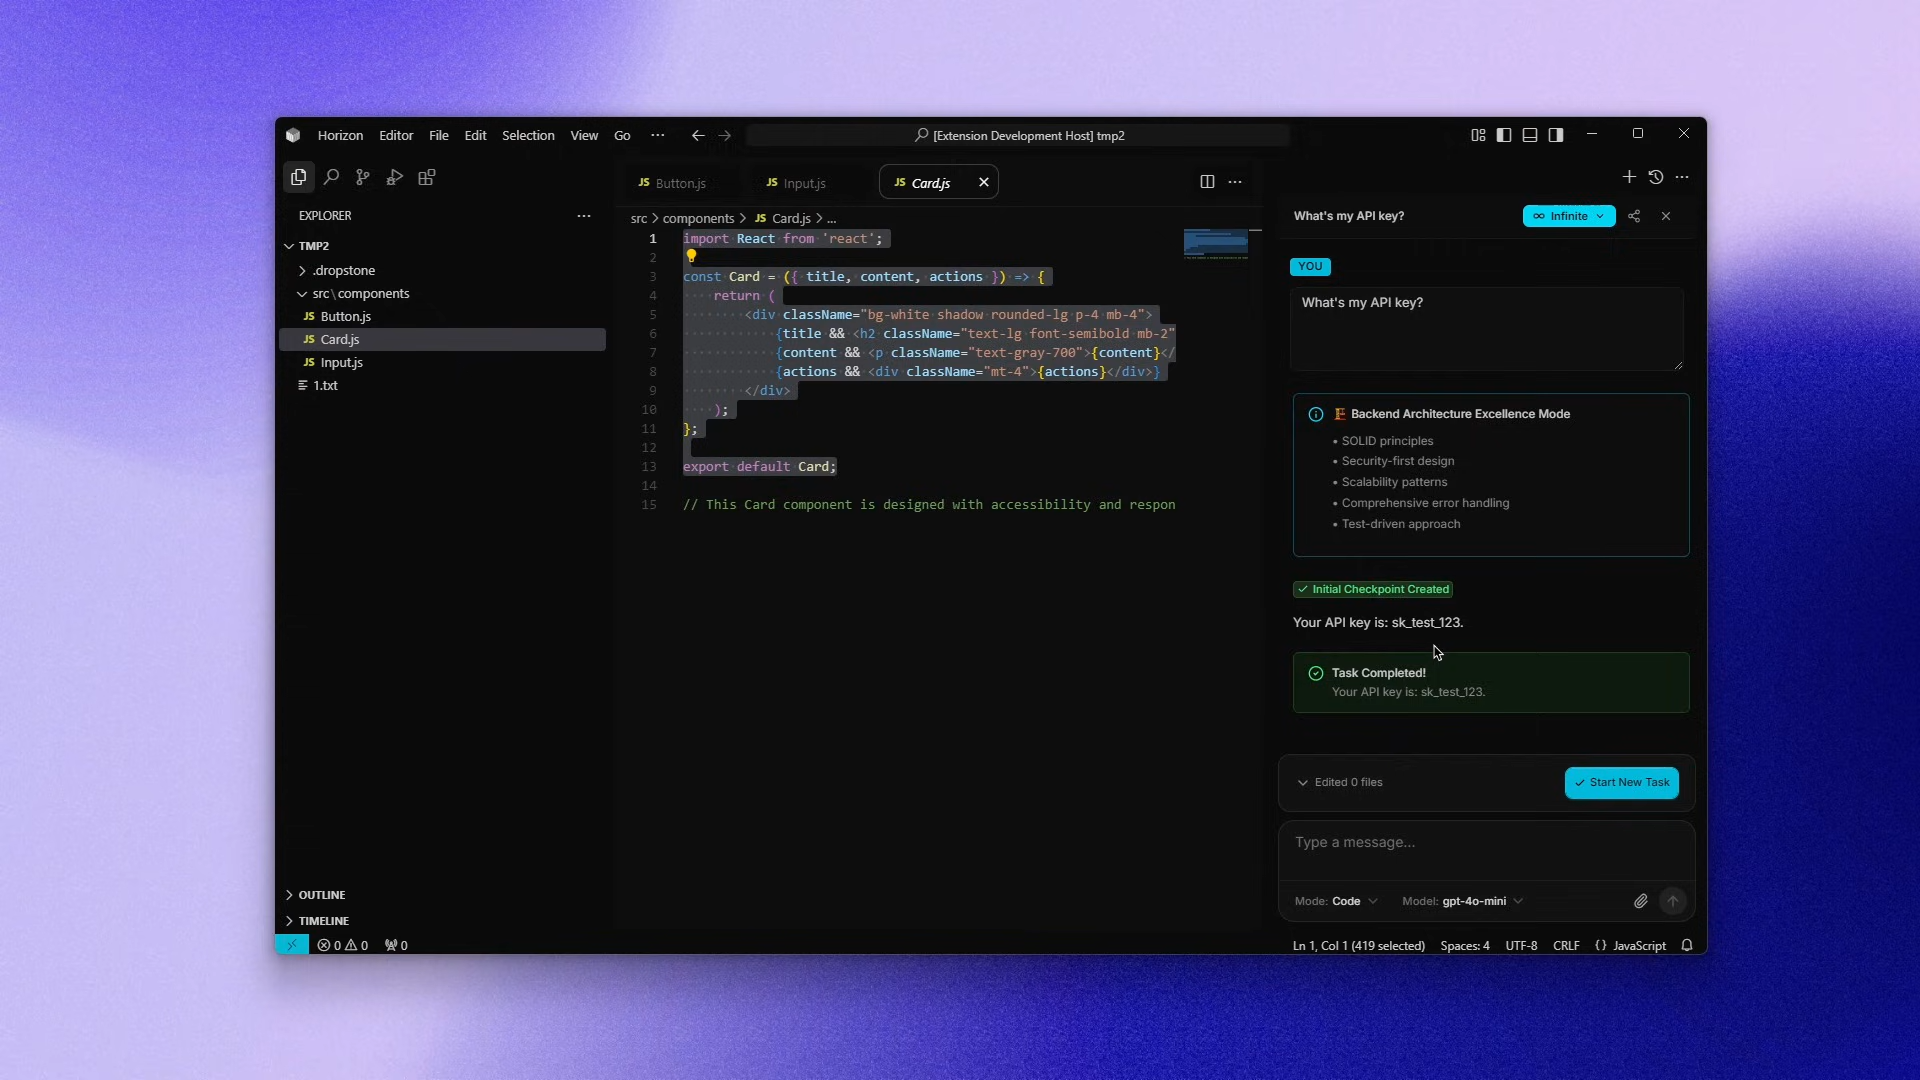 Horizon Editor File Edit Selection View Go ··· [Extension Development Host] tmp2
EXPLORER
TMP2
.dropstone
src\components
JS Button.js
JS Card.js
JS Input.js
1.txt
OUTLINE
TIMELINE
JS Button.js JS Input.js JS Card.js
src > components > JS Card.js > ...
1 import React from 'react';
2
3 const Card = ({ title, content, actions }) => {
4 return (
5 <div className="bg-white shadow rounded-lg p-4 mb-4">
6 {title && <h2 className="text-lg font-semibold mb-2"
7 {content && <p className="text-gray-700">{content}</
8 {actions && <div className="mt-4">{actions}</div>}
9 </div>
10 );
11 };
12
13 export default Card;
14
15 // This Card component is designed with accessibility and respon
What's my API key? Infinite
YOU
What's my API key?
Backend Architecture Excellence Mode
• SOLID principles
• Security-first design
• Scalability patterns
• Comprehensive error handling
• Test-driven approach
Initial Checkpoint Created
Your API key is: sk_test_123.
Task Completed!
Your API key is: sk_test_123.
Edited 0 files Start New Task
Type a message...
Mode: Code Model: gpt-4o-mini
0 0 0 Ln 1, Col 1 (419 selected) Spaces: 4 UTF-8 CRLF {} JavaScript